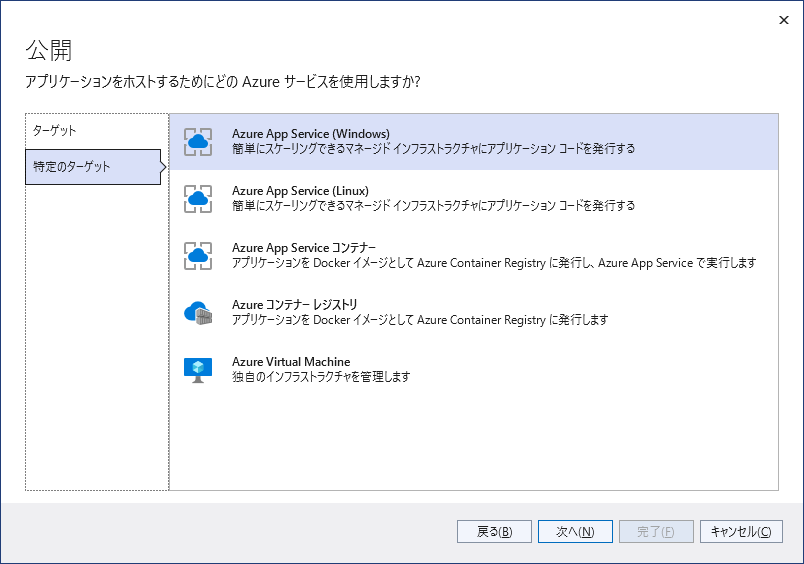 公開
アプリケーションをホストするためにどの Azure サービスを使用しますか?
ターゲット
特定のターゲット
Azure App Service (Windows)
簡単にスケーリングできるマネージド インフラストラクチャにアプリケーション コードを発行する
Azure App Service (Linux)
簡単にスケーリングできるマネージド インフラストラクチャにアプリケーション コードを発行する
Azure App Service コンテナー
アプリケーションを Docker イメージとして Azure Container Registry に発行し、Azure App Service で実行します
Azure コンテナー レジストリ
アプリケーションを Docker イメージとして Azure Container Registry に発行します
Azure Virtual Machine
独自のインフラストラクチャを管理します
戻る(B)
次へ(N)
完了(F)
キャンセル(C)